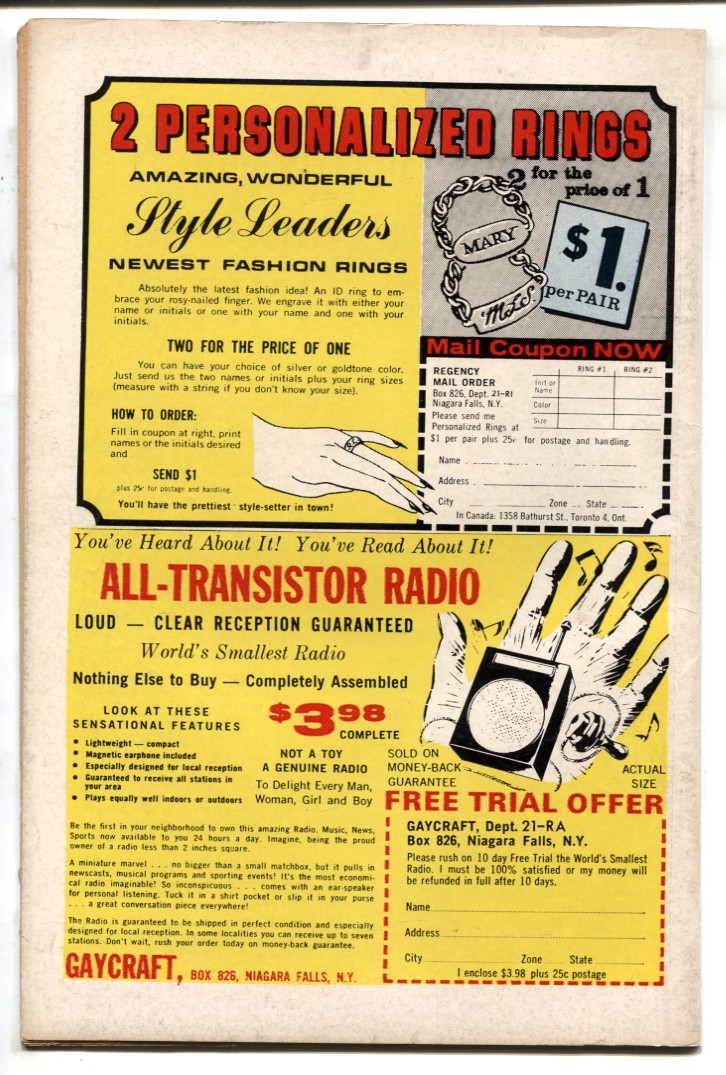 2 PERSONALIZED RINGS
AMAZING, WONDERFUL
Style Leaders
NEWEST FASHION RINGS
Absolutely the latest fashion idea! An ID ring to em-
brace your rosy-nailed finger. We engrave it with either your
name or initials or one with your name and one with your
initials.
TWO FOR THE PRICE OF ONE
You can have your choice of silver or goldtone color.
Just send us the two names or initials plus your ring sizes
(measure with a string if you don't know your size).
HOW TO ORDER:
Fill in coupon at right, print
names or the initials desired
and
SEND $1
plus 25c for postage and handling.
You'll have the prettiest style-setter in town!
2 for the
price of 1
MARY
M.L.S.
$1.
per PAIR
Mail Coupon NOW
REGENCY
MAIL ORDER
Box 826, Dept. 21-RI
Niagara Falls, N.Y.
Please send me
Personalized Rings at
$1 per pair plus 25c for postage and handling.
RING #1 RING #2
Init or
Name
Color
Size
Name
Address
City Zone State
In Canada: 1358 Bathurst St., Toronto 4, Ont.
You've Heard About It! You've Read About It!
ALL-TRANSISTOR RADIO
LOUD — CLEAR RECEPTION GUARANTEED
World's Smallest Radio
Nothing Else to Buy — Completely Assembled
LOOK AT THESE
SENSATIONAL FEATURES
• Lightweight — compact
• Magnetic earphone included
• Especially designed for local reception
• Guaranteed to receive all stations in
your area
• Plays equally well indoors or outdoors
$3.98
COMPLETE
NOT A TOY
A GENUINE RADIO
To Delight Every Man,
Woman, Girl and Boy
SOLD ON
MONEY-BACK
GUARANTEE
ACTUAL
SIZE
Be the first in your neighborhood to own this amazing Radio. Music, News,
Sports now available to you 24 hours a day. Imagine, being the proud
owner of a radio less than 2 inches square.
A miniature marvel . . . no bigger than a small matchbox, but it pulls in
newscasts, musical programs and sporting events! It's the most economi-
cal radio imaginable! So inconspicuous . . . comes with an ear-speaker
for personal listening. Tuck it in a shirt pocket or slip it in your purse
. . . a great conversation piece everywhere!
The Radio is guaranteed to be shipped in perfect condition and especially
designed for local reception. In some localities you can receive up to seven
stations. Don't wait, rush your order today on money-back guarantee.
GAYCRAFT, BOX 826, NIAGARA FALLS, N.Y.
FREE TRIAL OFFER
GAYCRAFT, Dept. 21-RA
Box 826, Niagara Falls, N.Y.
Please rush on 10 day Free Trial the World's Smallest
Radio. I must be 100% satisfied or my money will
be refunded in full after 10 days.
Name
Address
City Zone State
I enclose $3.98 plus 25c postage